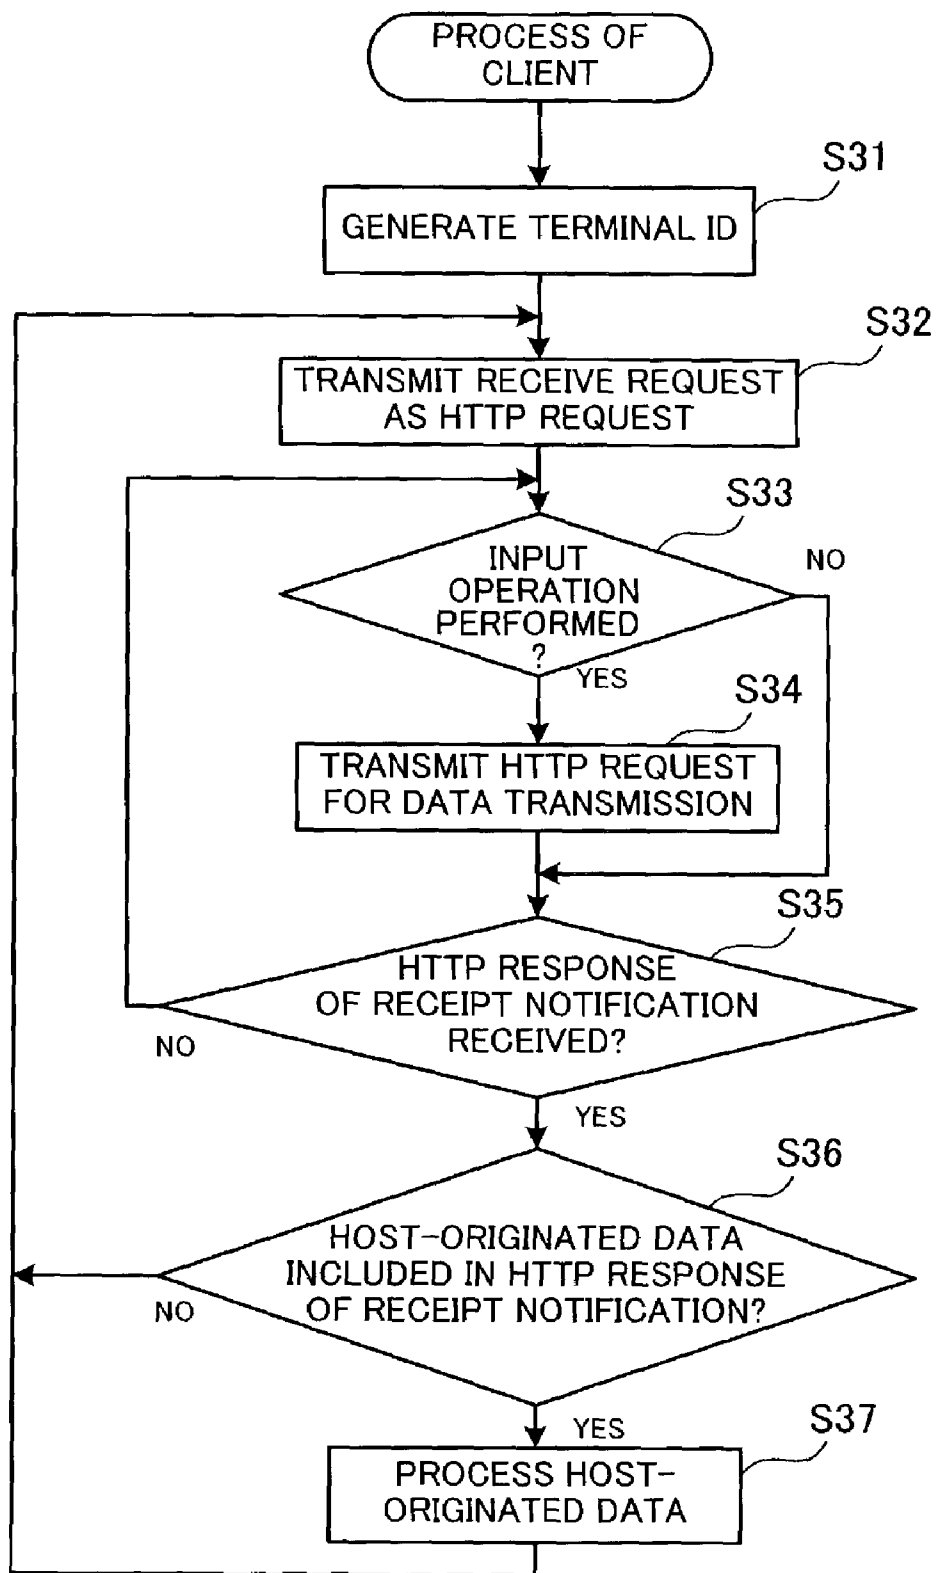 PROCESS OF
CLIENT
S31
GENERATE TERMINAL ID
S32
TRANSMIT RECEIVE REQUEST
AS HTTP REQUEST
S33
INPUT
OPERATION
PERFORMED
?
NO
YES
S34
TRANSMIT HTTP REQUEST
FOR DATA TRANSMISSION
S35
HTTP RESPONSE
OF RECEIPT NOTIFICATION
RECEIVED?
NO
YES
S36
HOST-ORIGINATED DATA
INCLUDED IN HTTP RESPONSE
OF RECEIPT NOTIFICATION?
NO
YES
S37
PROCESS HOST-
ORIGINATED DATA